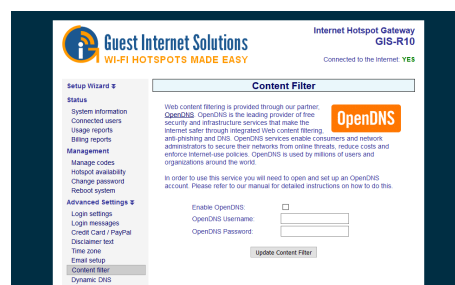 Guest Internet Solutions
WI-FI HOTSPOTS MADE EASY
Internet Hotspot Gateway
GIS-R10
Connected to the Internet: YES
Setup Wizard
Status
System information
Connected users
Usage reports
Billing reports
Management
Manage codes
Hotspot availability
Change password
Reboot system
Advanced Settings
Login settings
Login messages
Credit Card / PayPal
Disclaimer text
Time zone
Email setup
Content filter
Dynamic DNS
Content Filter
Web content filtering is provided through our partner,
OpenDNS. OpenDNS is the leading provider of free
security and infrastructure services that make the
Internet safer through integrated Web content filtering,
anti-phishing and DNS. OpenDNS services enable consumers and network
administrators to secure their networks from online threats, reduce costs and
enforce Internet-use policies. OpenDNS is used by millions of users and
organizations around the world.
OpenDNS
In order to use this service you will need to open and set up an OpenDNS
account. Please refer to our manual for detailed instructions on how to do this.
Enable OpenDNS:
OpenDNS Username:
OpenDNS Password:
Update Content Filter